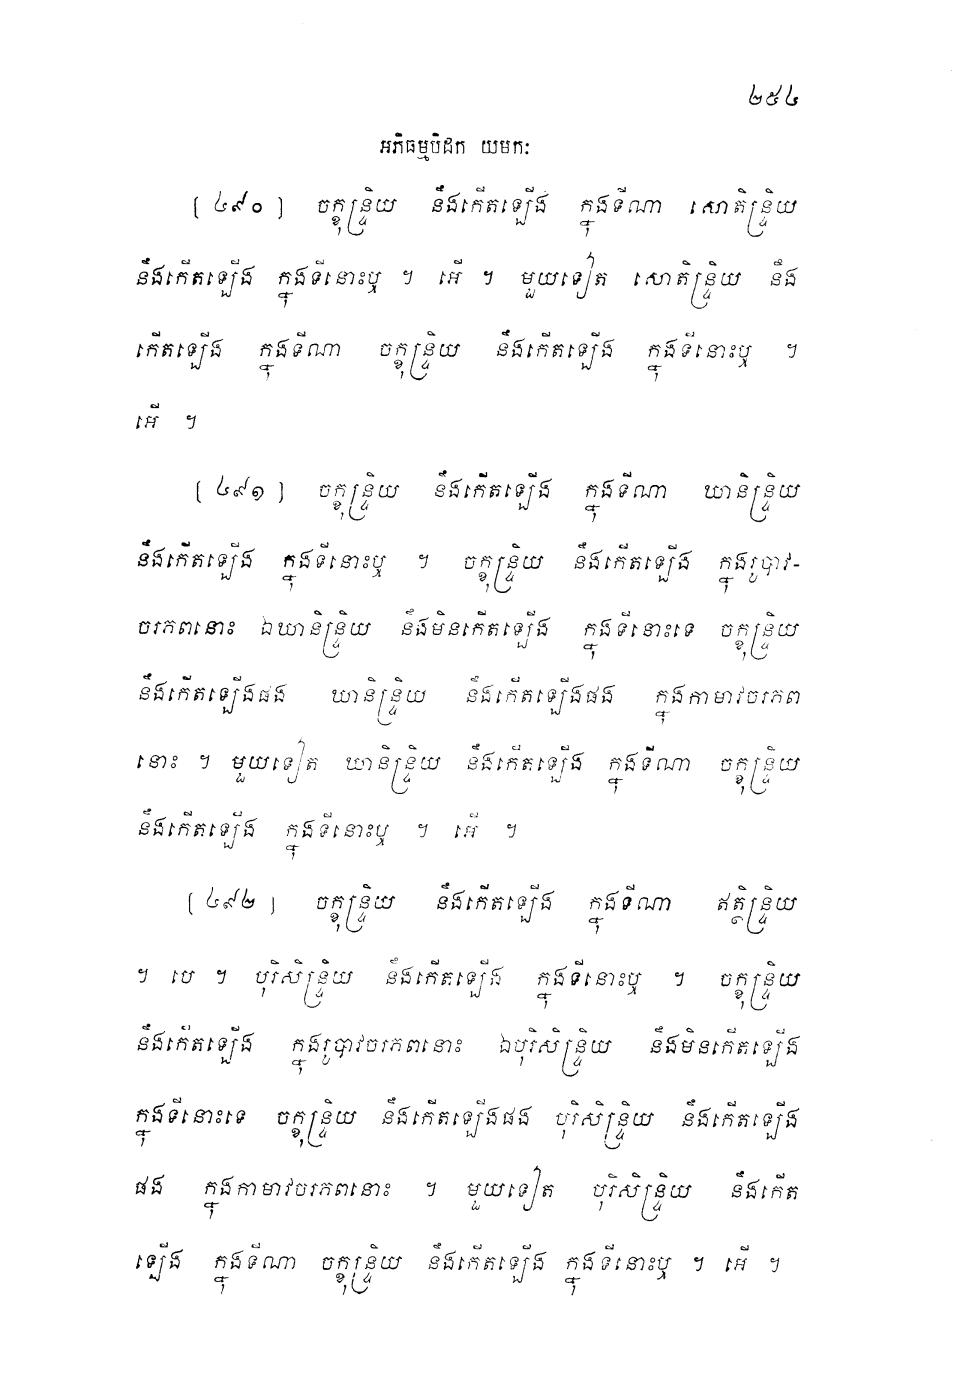 ២៥៤
អភិធម្មបិដក យមកៈ
[ ៤៩០ ] ចក្ខុន្ទ្រិយ នឹងកើតឡើង ក្នុងទីណា សោតិន្ទ្រិយ
នឹងកើតឡើង ក្នុងទីនោះឬ ។ អើ ។ មួយទៀត សោតិន្ទ្រិយ នឹង
កើតឡើង ក្នុងទីណា ចក្ខុន្ទ្រិយ នឹងកើតឡើង ក្នុងទីនោះឬ ។
អើ ។
[ ៤៩១ ] ចក្ខុន្ទ្រិយ នឹងកើតឡើង ក្នុងទីណា ឃានិន្ទ្រិយ
នឹងកើតឡើង ក្នុងទីនោះឬ ។ ចក្ខុន្ទ្រិយ នឹងកើតឡើង ក្នុងរូបាវ-
ចរភពនោះ ឯឃានិន្ទ្រិយ នឹងមិនកើតឡើង ក្នុងទីនោះទេ ចក្ខុន្ទ្រិយ
នឹងកើតឡើងផង ឃានិន្ទ្រិយ នឹងកើតឡើងផង ក្នុងកាមាវចរភព
នោះ ។ មួយទៀត ឃានិន្ទ្រិយ នឹងកើតឡើង ក្នុងទីណា ចក្ខុន្ទ្រិយ
នឹងកើតឡើង ក្នុងទីនោះឬ ។ អើ ។
[ ៤៩២ ] ចក្ខុន្ទ្រិយ នឹងកើតឡើង ក្នុងទីណា ឥត្ថិន្ទ្រិយ
។ បេ ។ បុរិសិន្ទ្រិយ នឹងកើតឡើង ក្នុងទីនោះឬ ។ ចក្ខុន្ទ្រិយ
នឹងកើតឡើង ក្នុងរូបាវចរភពនោះ ឯបុរិសិន្ទ្រិយ នឹងមិនកើតឡើង
ក្នុងទីនោះទេ ចក្ខុន្ទ្រិយ នឹងកើតឡើងផង បុរិសិន្ទ្រិយ នឹងកើតឡើង
ផង ក្នុងកាមាវចរភពនោះ ។ មួយទៀត បុរិសិន្ទ្រិយ នឹងកើត
ឡើង ក្នុងទីណា ចក្ខុន្ទ្រិយ នឹងកើតឡើង ក្នុងទីនោះឬ ។ អើ ។